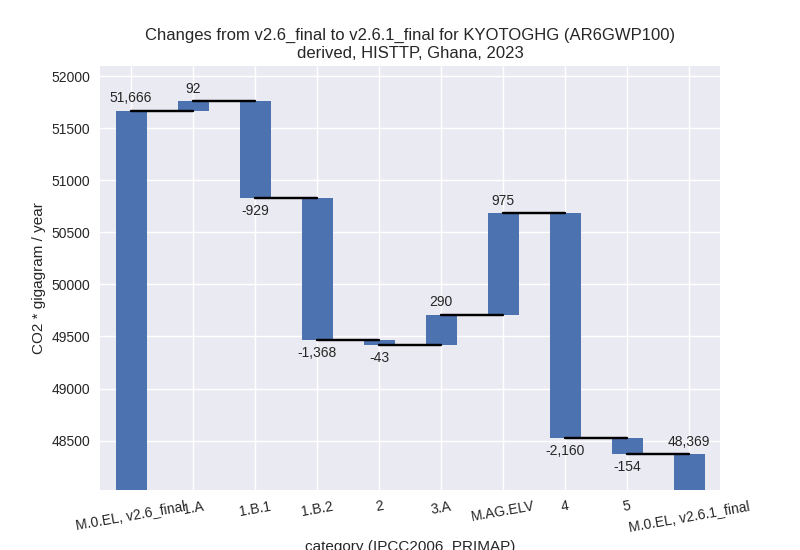 Changes from v2.6_final to v2.6.1_final for KYOTOGHG (AR6GWP100)
derived, HISTTP, Ghana, 2023
CO2 * gigagram / year
52000
51500
51000
50500
50000
49500
49000
48500
51,666
92
-929
-1,368
-43
290
975
-2,160
-154
48,369
M.0.EL, v2.6_final
1.A
1.B.1
1.B.2
2
3.A
M.AG.ELV
4
5
M.0.EL, v2.6.1_final
category (IPCC2006_PRIMAP)